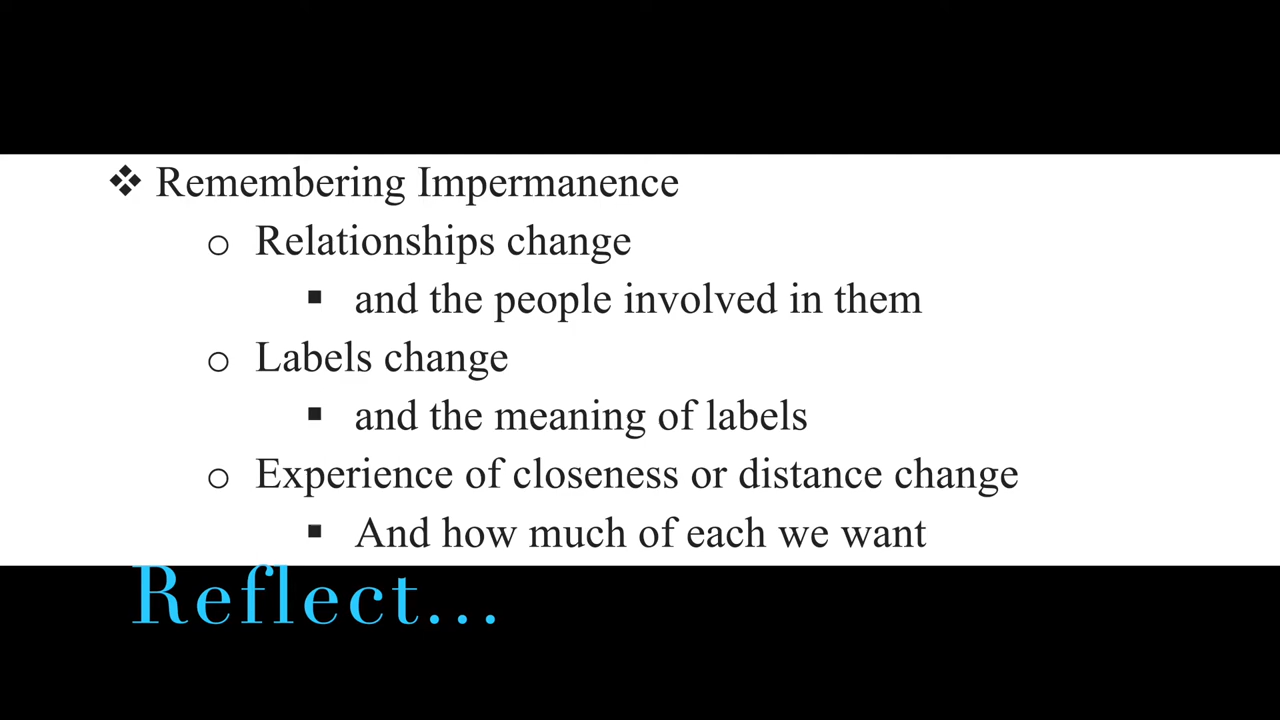 ❖ Remembering Impermanence
o Relationships change
▪ and the people involved in them
o Labels change
▪ and the meaning of labels
o Experience of closeness or distance change
▪ And how much of each we want
Reflect...